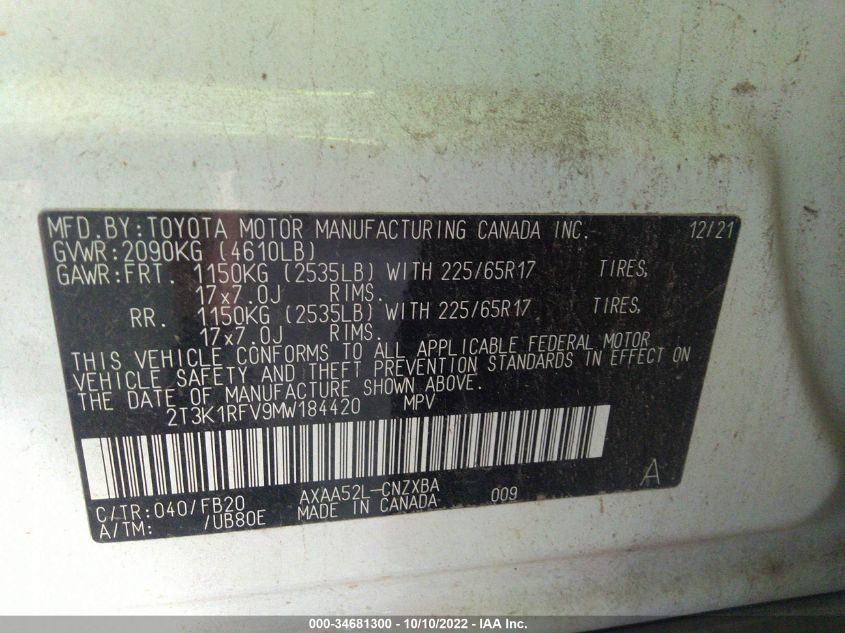 MFD. BY: TOYOTA MOTOR MANUFACTURING CANADA INC. 12/21
GVWR: 2090KG (4610LB)
GAWR: FRT. 1150KG (2535LB) WITH 225/65R17 TIRES,
17x7.0J RIMS.
RR. 1150KG (2535LB) WITH 225/65R17 TIRES,
17x7.0J RIMS.
THIS VEHICLE CONFORMS TO ALL APPLICABLE FEDERAL MOTOR
VEHICLE SAFETY AND THEFT PREVENTION STANDARDS IN EFFECT ON
THE DATE OF MANUFACTURE SHOWN ABOVE.
2T3K1RFV9MW184420 MPV
C/TR: 040/FB20 AXAA52L-CNZXBA 009 A
A/TM: /UB80E MADE IN CANADA
000-34681300 - 10/10/2022 - IAA Inc.